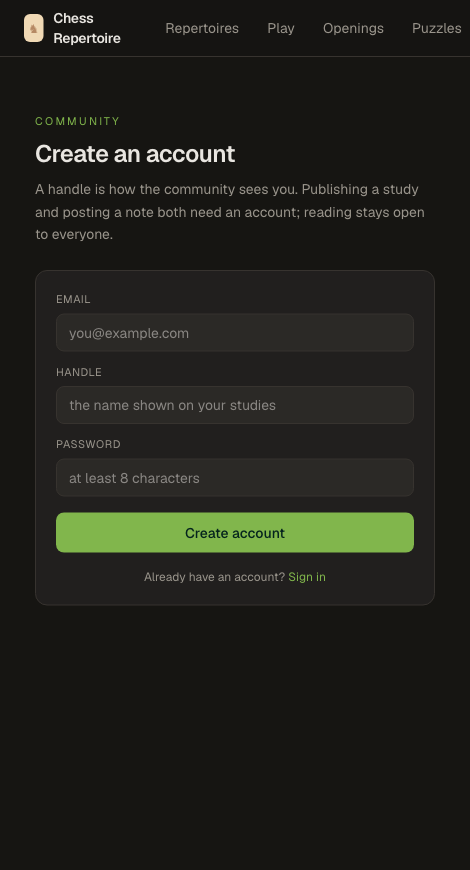 Chess
Repertoire
Repertoires Play Openings Puzzles
COMMUNITY
Create an account
A handle is how the community sees you. Publishing a study
and posting a note both need an account; reading stays open
to everyone.
EMAIL
you@example.com
HANDLE
the name shown on your studies
PASSWORD
at least 8 characters
Create account
Already have an account? Sign in